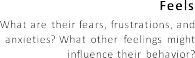 Feels
What are their fears, frustrations, and
anxieties? What other feelings might
influence their behavior?